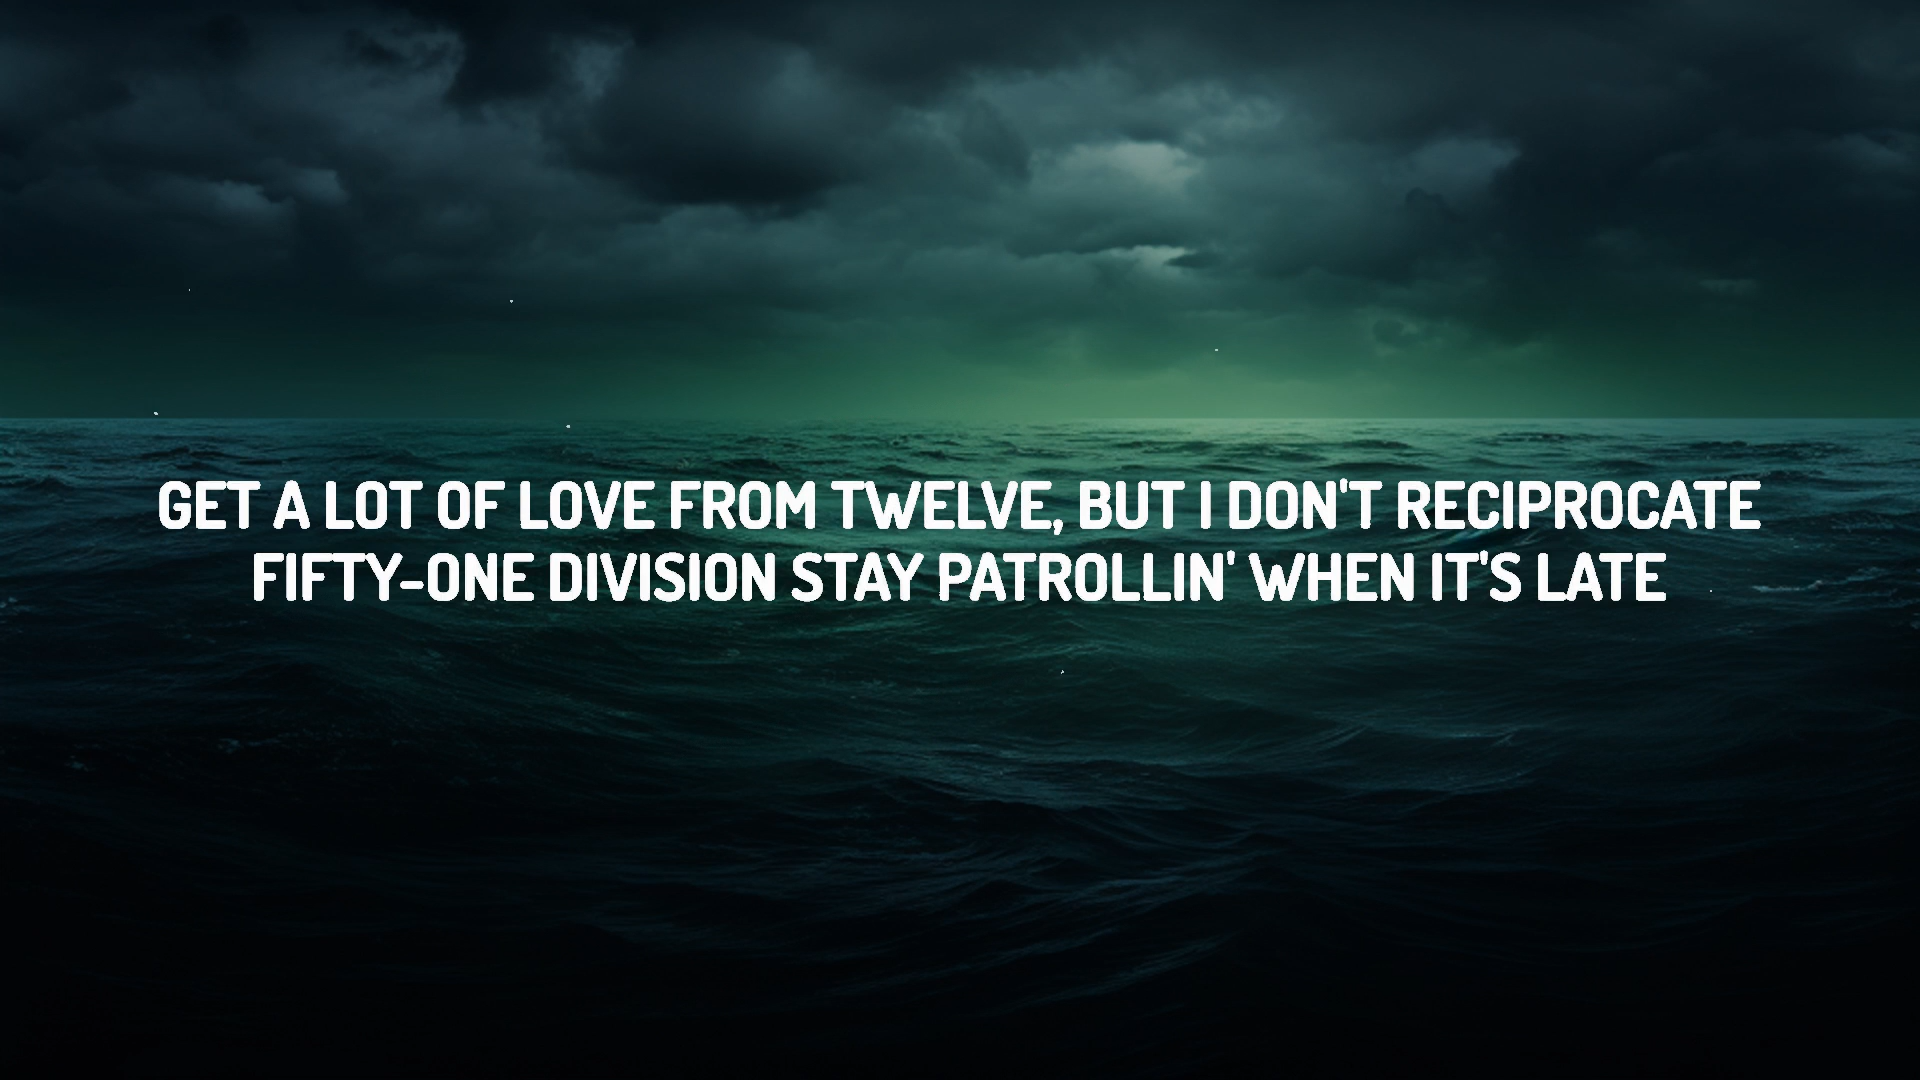 GET A LOT OF LOVE FROM TWELVE, BUT I DON'T RECIPROCATE
FIFTY-ONE DIVISION STAY PATROLLIN' WHEN IT'S LATE